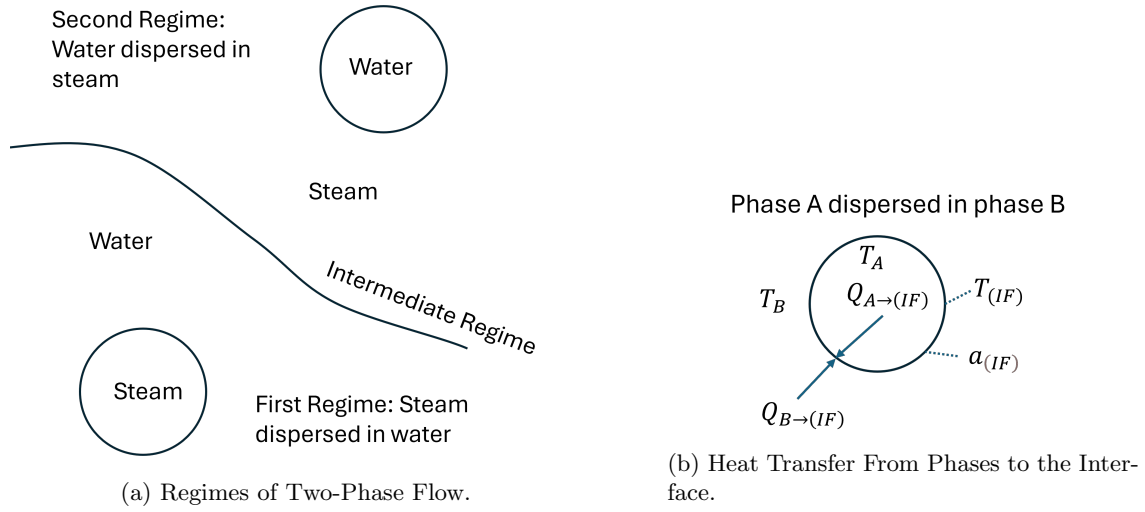 Second Regime:
Water dispersed in
steam
Water
Steam
Water
Intermediate Regime
Steam
First Regime: Steam
dispersed in water
(a) Regimes of Two-Phase Flow.
Phase A dispersed in phase B
T_A
T_B
Q_{A→(IF)}
T_{(IF)}
a_{(IF)}
Q_{B→(IF)}
(b) Heat Transfer From Phases to the Inter-
face.